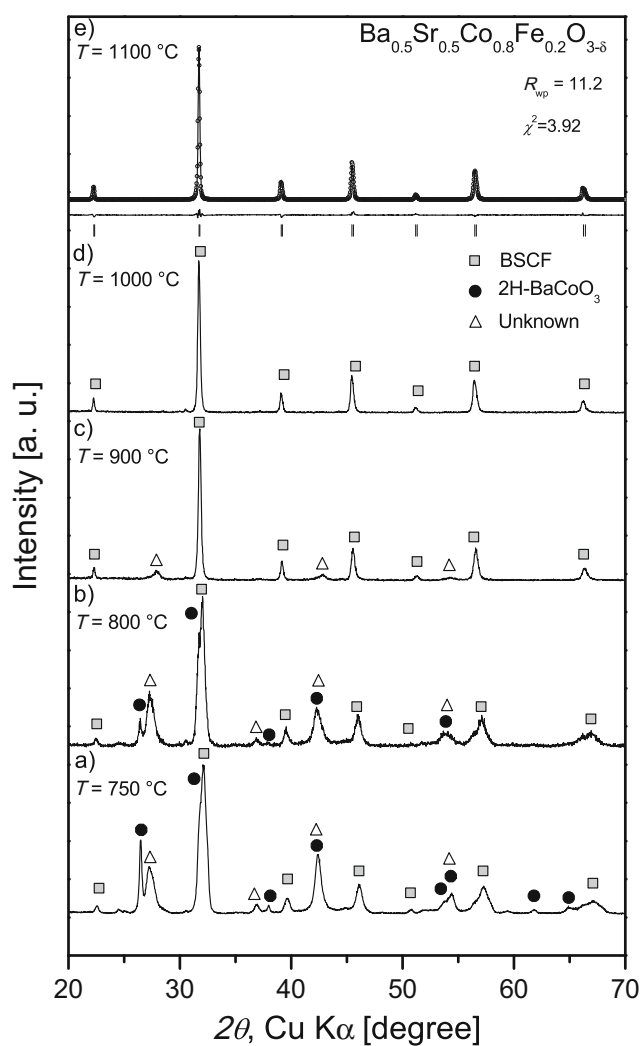 e)
T = 1100 °C
Ba0.5Sr0.5Co0.8Fe0.2O3-δ
Rwp = 11.2
χ²=3.92
d)
T = 1000 °C
BSCF
2H-BaCoO3
Unknown
c)
T = 900 °C
b)
T = 800 °C
a)
T = 750 °C
Intensity [a. u.]
20 30 40 50 60 70
2θ, Cu Kα [degree]